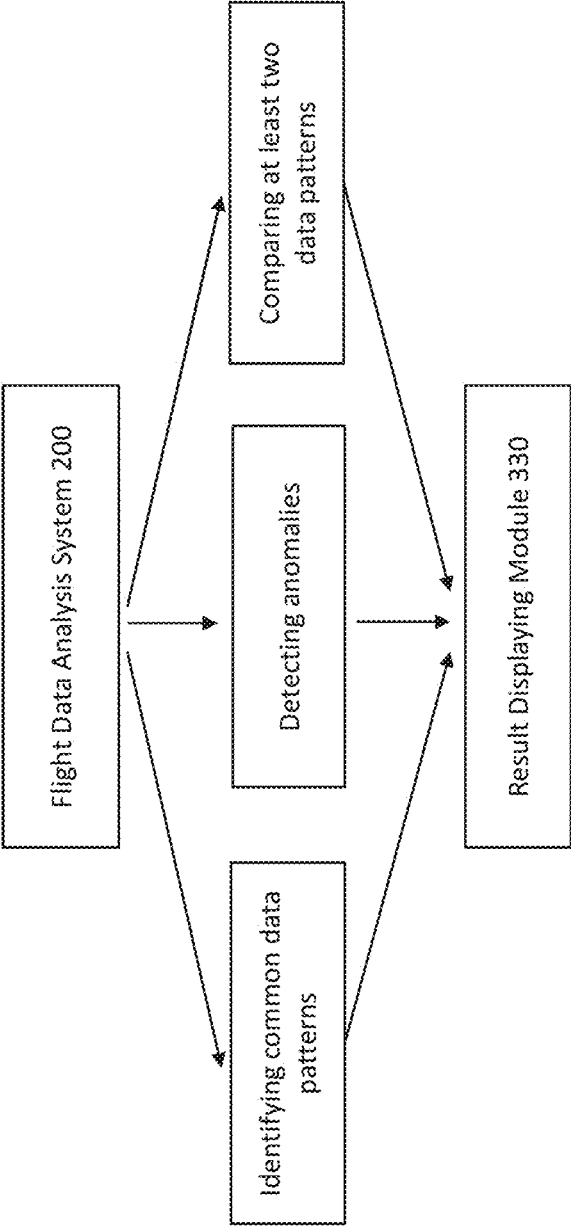 Flight Data Analysis System 200
Identifying common data
patterns
Detecting anomalies
Comparing at least two
data patterns
Result Displaying Module 330